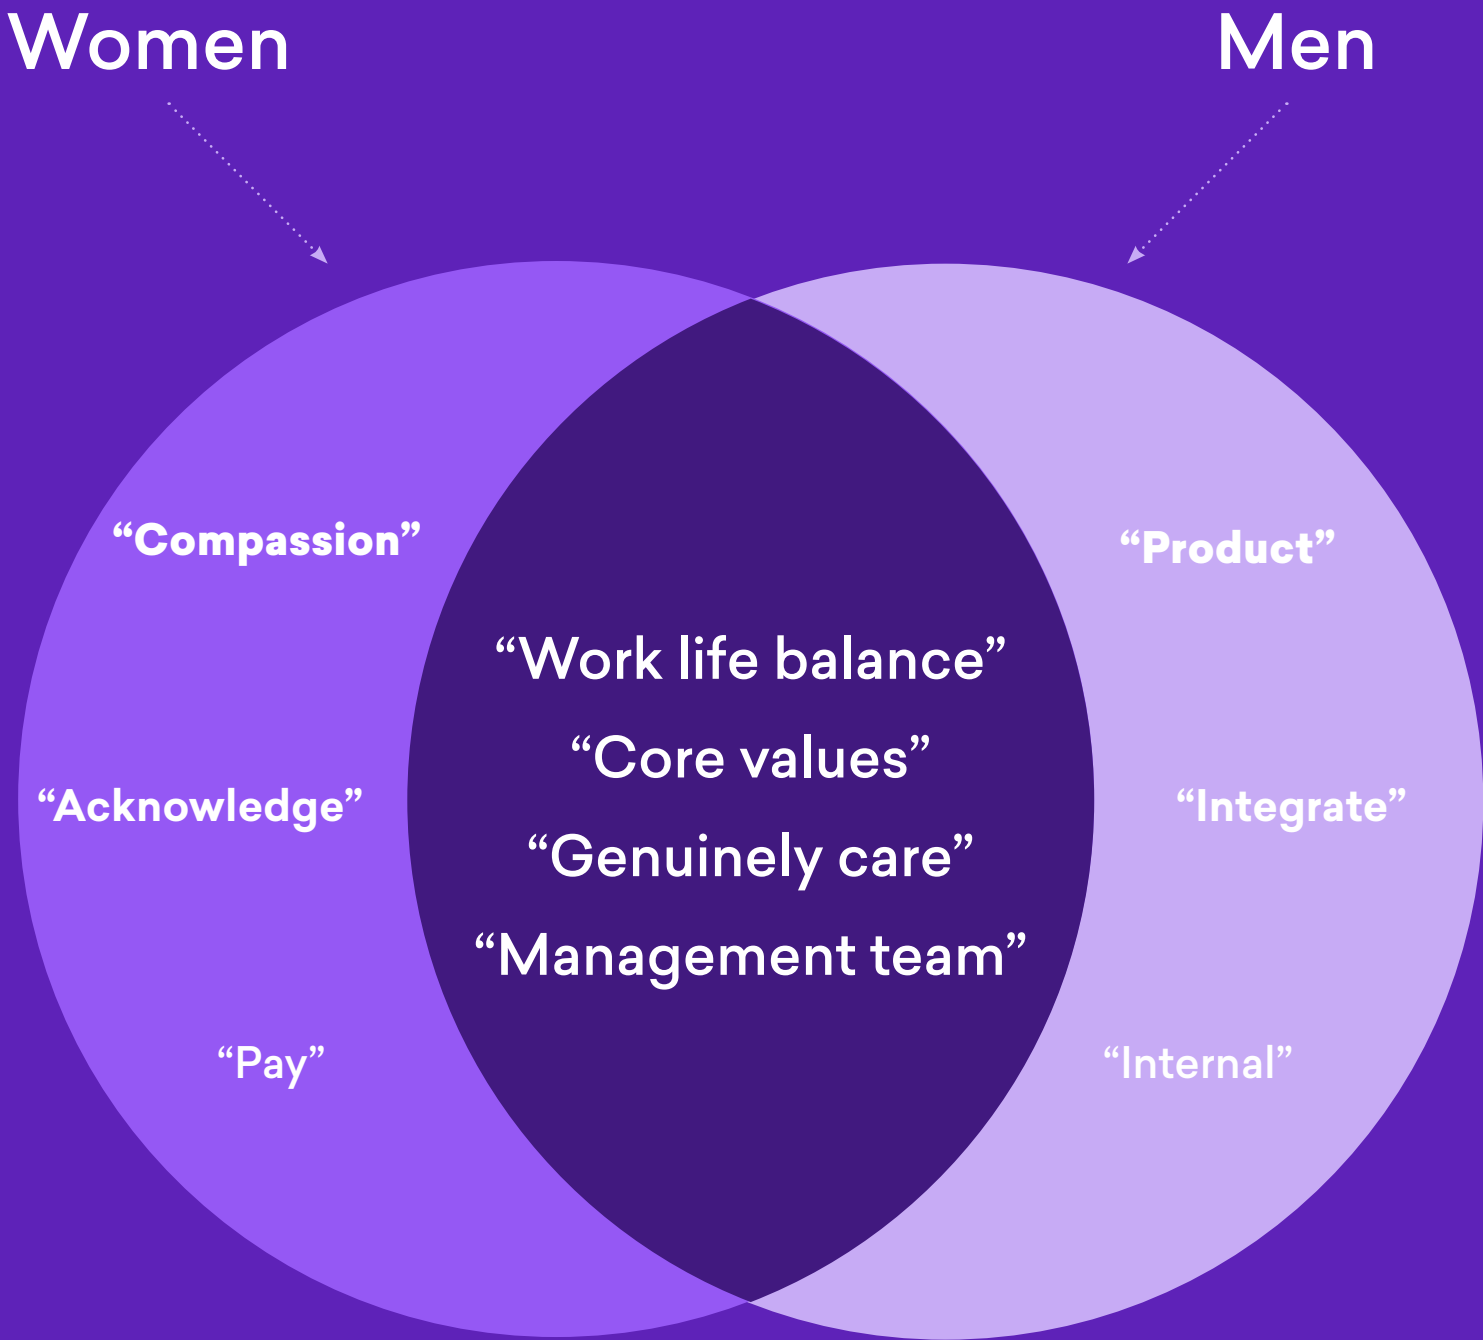 Women
Men
“Compassion”
“Acknowledge”
“Pay”
“Work life balance”
“Core values”
“Genuinely care”
“Management team”
“Product”
“Integrate”
“Internal”